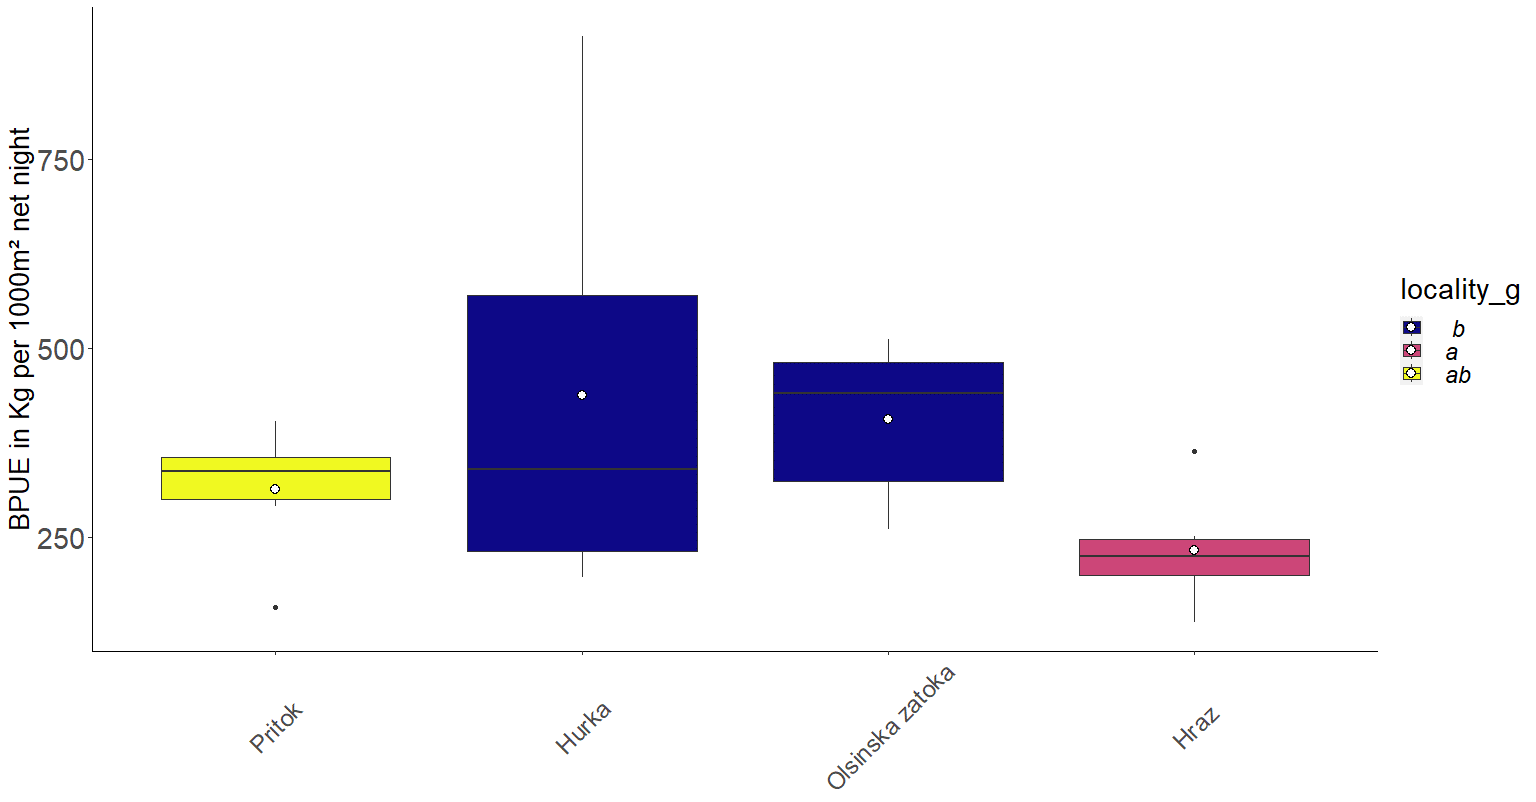 BPUE in Kg per 1000m² net night
750
500
250
Pritok
Hurka
Olsinska zatoka
Hraz
locality_g
b
a
ab